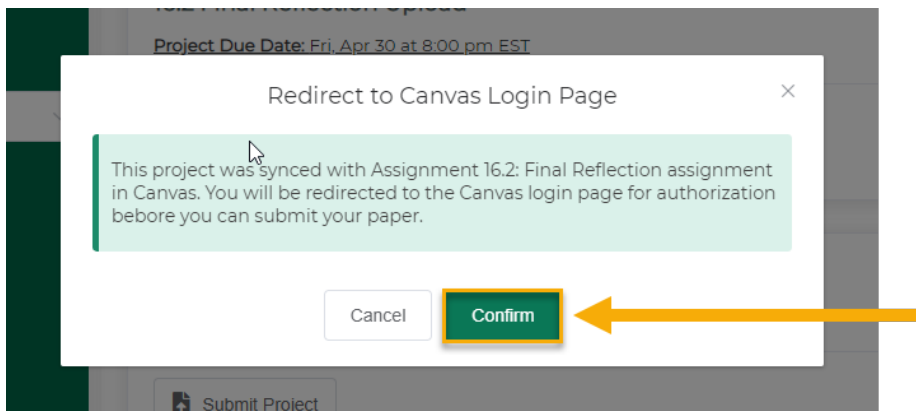 16.2 Final Reflection Upload
Project Due Date: Fri, Apr 30 at 8:00 pm EST
Redirect to Canvas Login Page
This project was synced with Assignment 16.2: Final Reflection assignment
in Canvas. You will be redirected to the Canvas login page for authorization
bebore you can submit your paper.
Cancel
Confirm
Submit Project